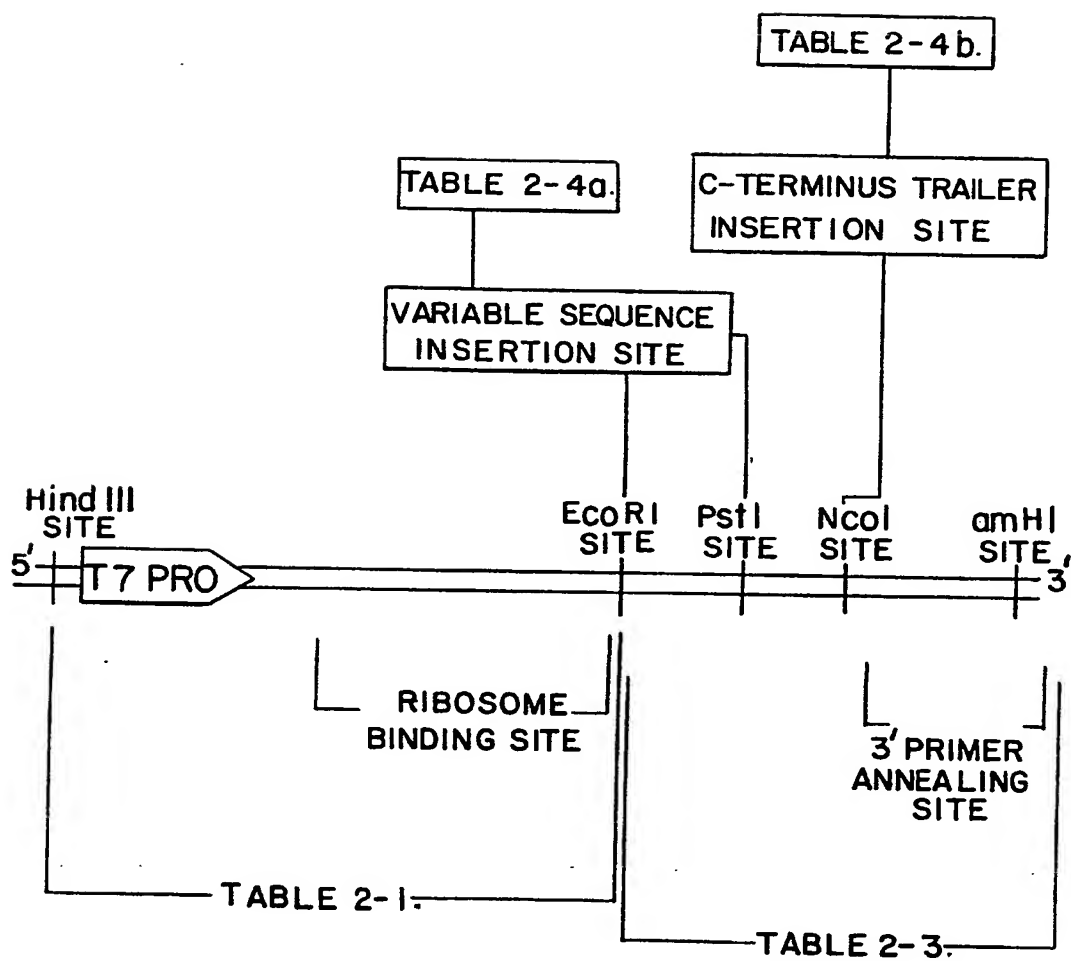 TABLE 2-4b.
C-TERMINUS TRAILER
INSERTION SITE
TABLE 2-4a.
VARIABLE SEQUENCE
INSERTION SITE
Hind III
SITE
EcoRI
SITE
PstI
SITE
NcoI
SITE
amHI
SITE
5'
T7 PRO
3'
RIBOSOME
BINDING SITE
3' PRIMER
ANNEALING
SITE
TABLE 2-1.
TABLE 2-3.